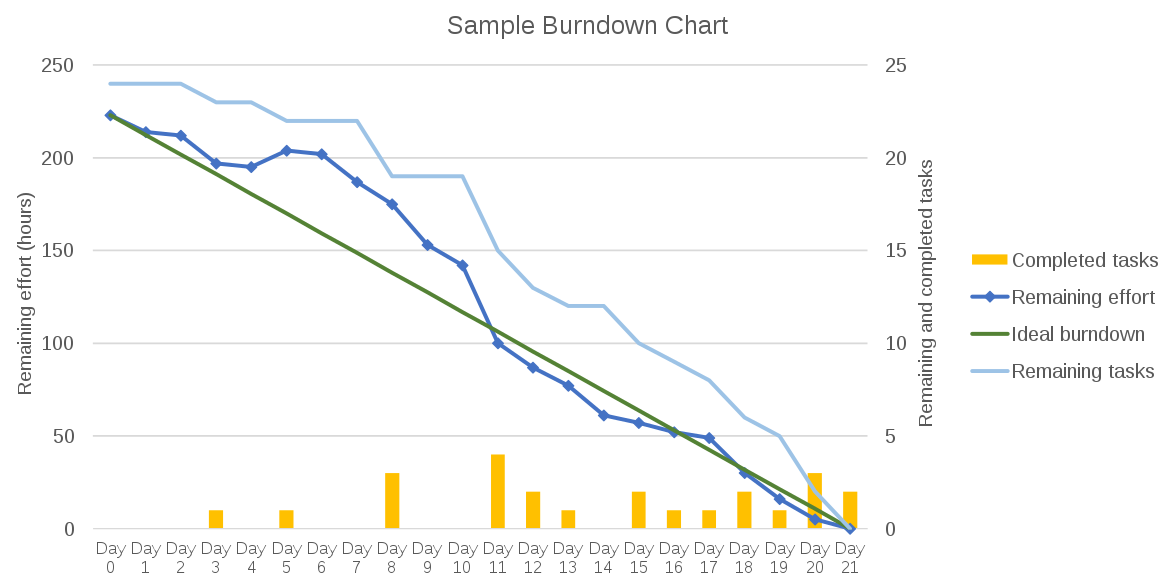 Sample Burndown Chart
250
200
150
100
50
0
Remaining effort (hours)
25
20
15
10
5
0
Remaining and completed tasks
Day 0
Day 1
Day 2
Day 3
Day 4
Day 5
Day 6
Day 7
Day 8
Day 9
Day 10
Day 11
Day 12
Day 13
Day 14
Day 15
Day 16
Day 17
Day 18
Day 19
Day 20
Day 21
Completed tasks
Remaining effort
Ideal burndown
Remaining tasks